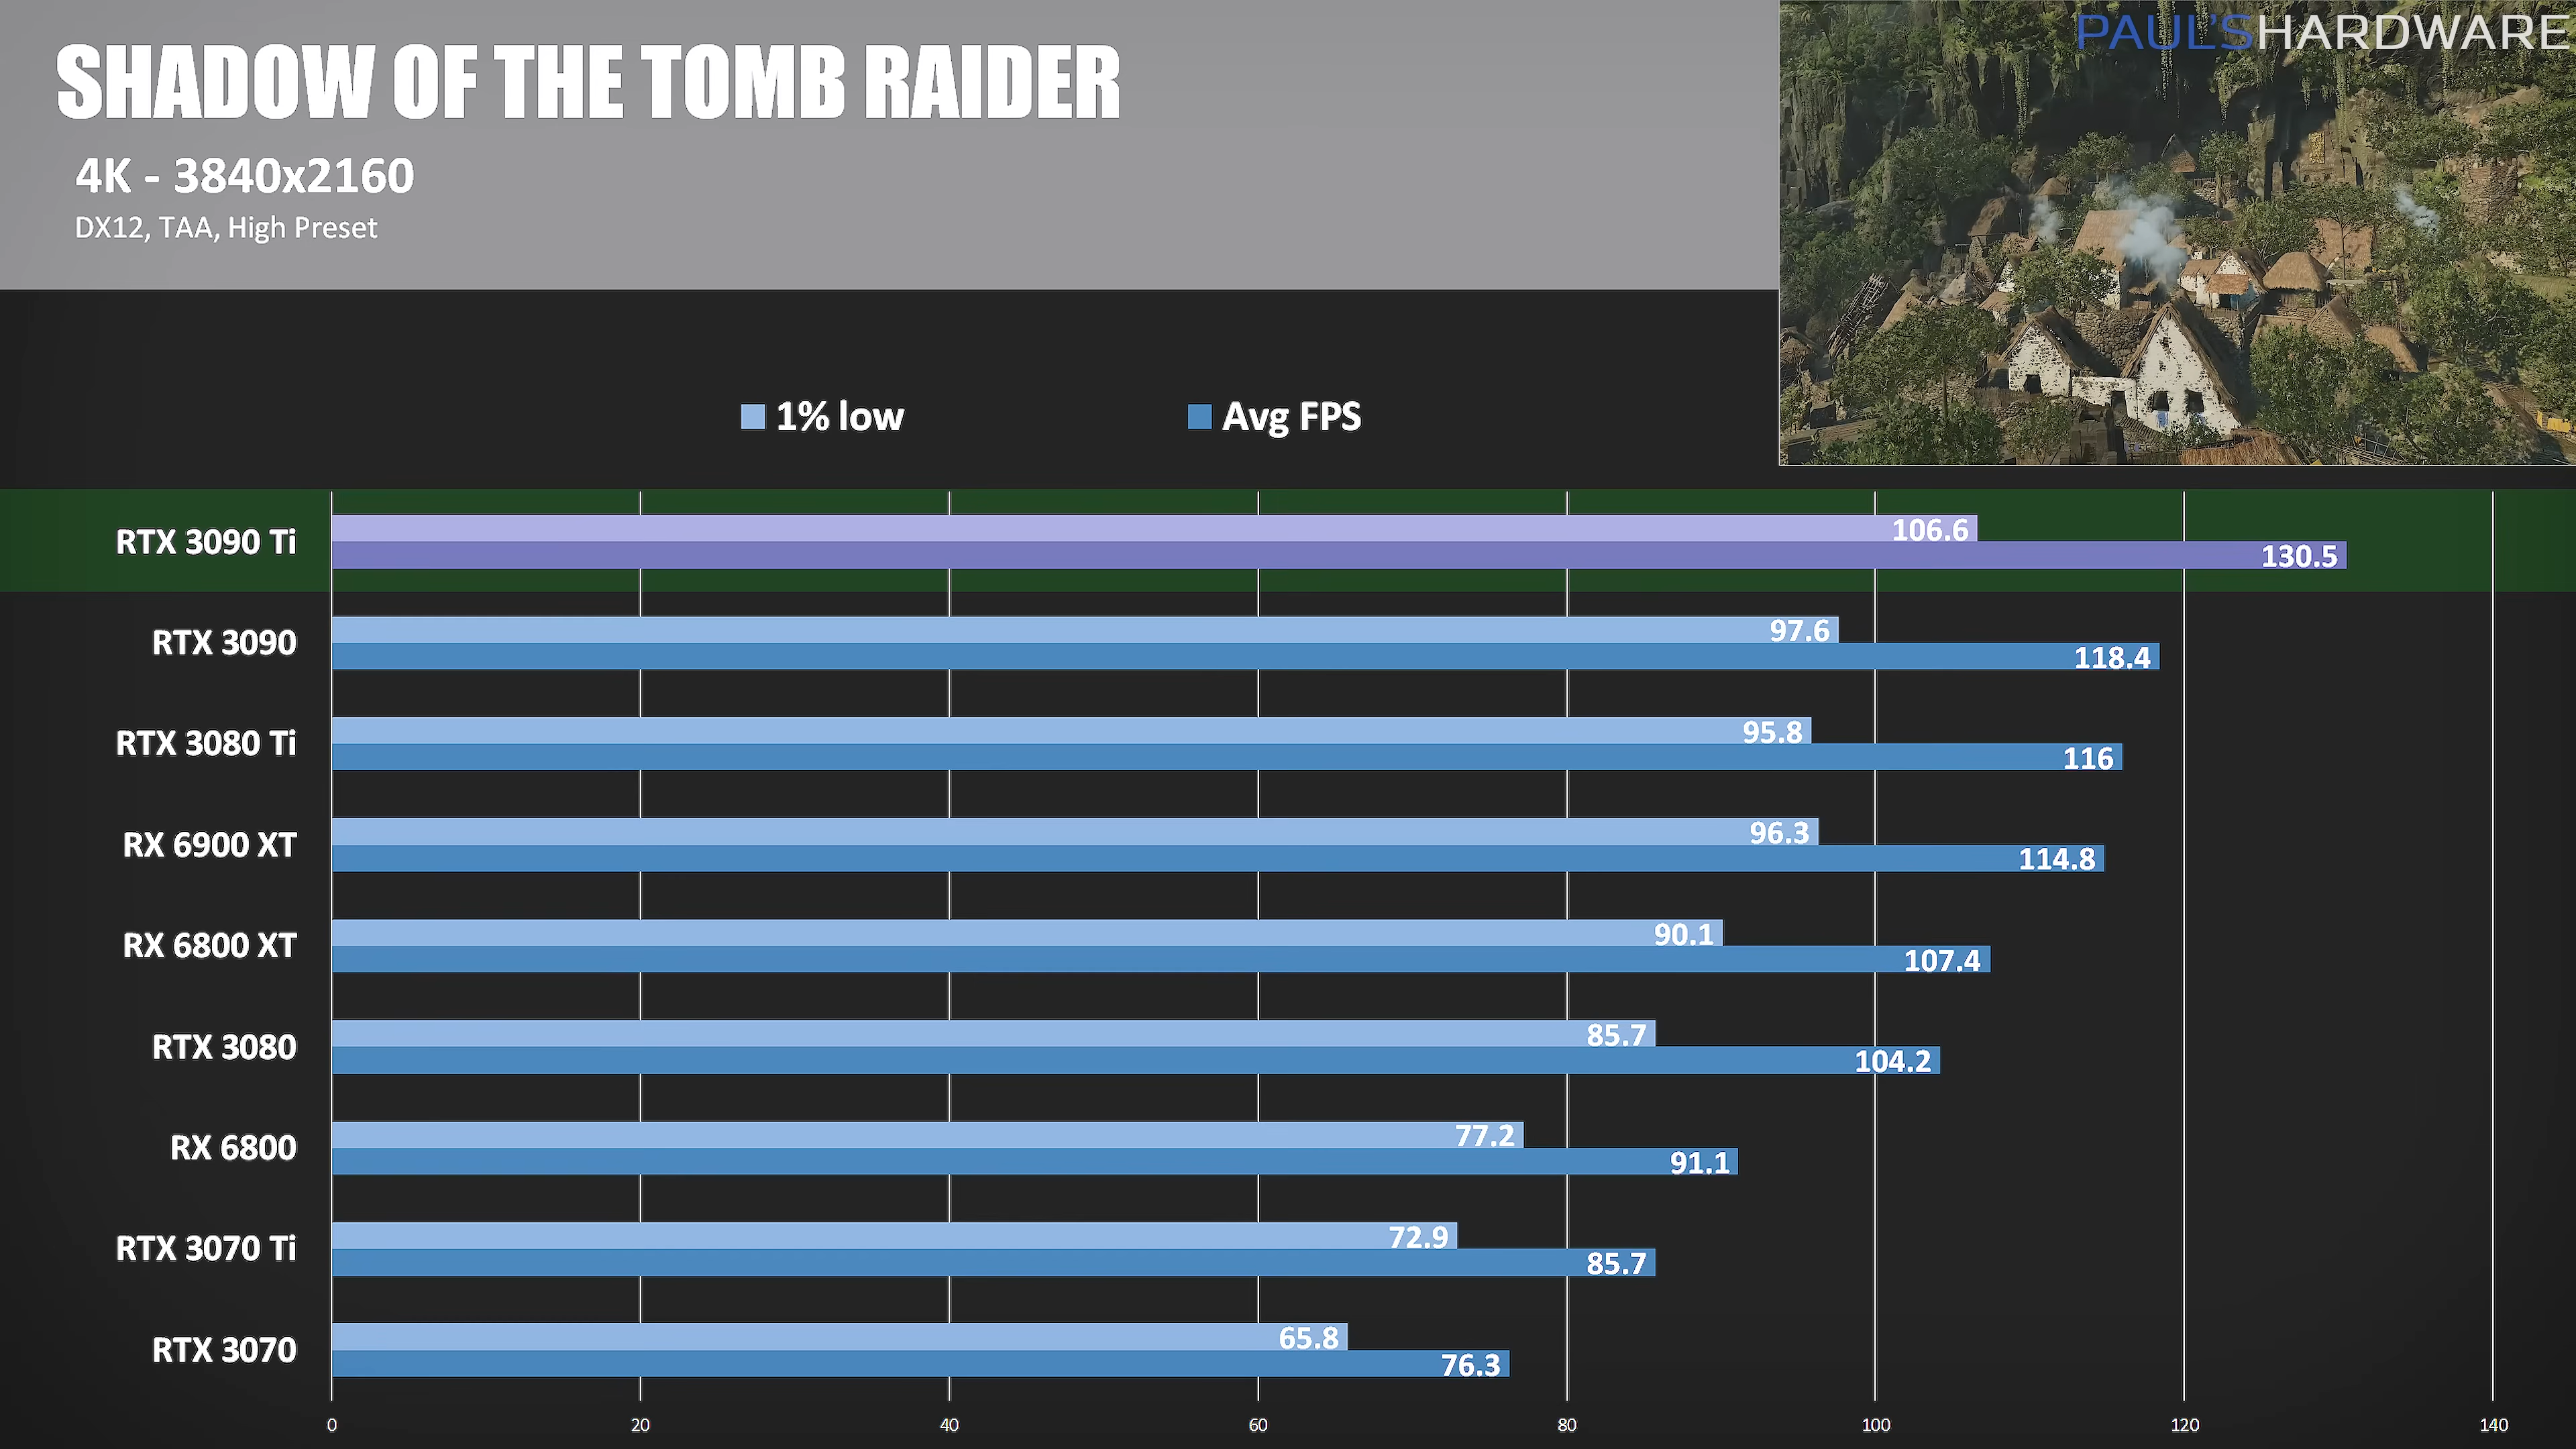 PAUL'SHARDWARE
SHADOW OF THE TOMB RAIDER
4K - 3840x2160
DX12, TAA, High Preset
1% low Avg FPS
RTX 3090 Ti 106.6
130.5
RTX 3090 97.6
118.4
RTX 3080 Ti 95.8
116
RX 6900 XT 96.3
114.8
RX 6800 XT 90.1
107.4
RTX 3080 85.7
104.2
RX 6800 77.2
91.1
RTX 3070 Ti 72.9
85.7
RTX 3070 65.8
76.3
0 20 40 60 80 100 120 140